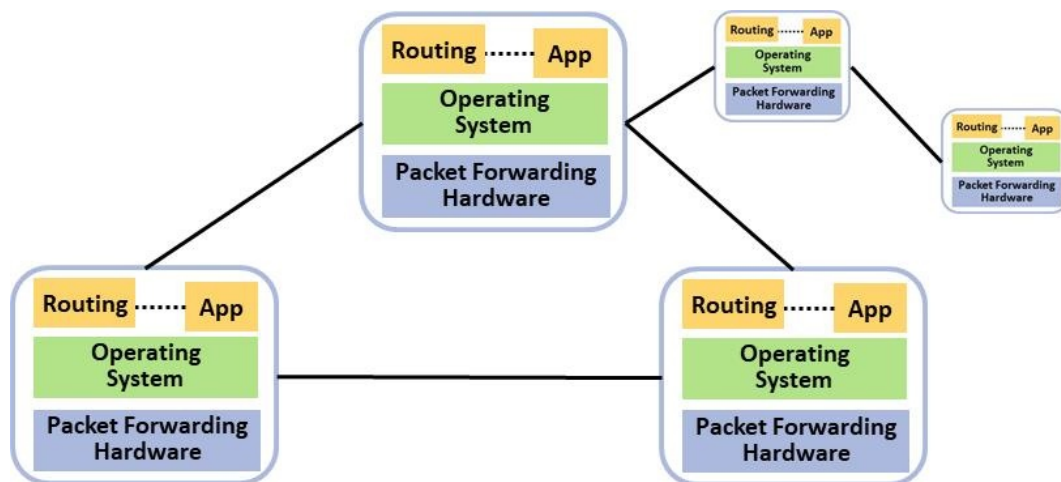 Routing App
Operating
System
Packet Forwarding
Hardware
Routing App
Operating
System
Packet Forwarding
Hardware
Routing App
Operating
System
Packet Forwarding
Hardware
Routing App
Operating
System
Packet Forwarding
Hardware
Routing App
Operating
System
Packet Forwarding
Hardware